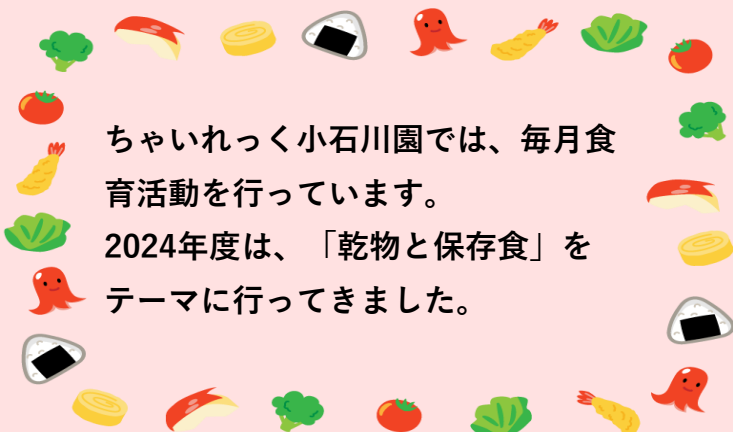 ちゃいれっく小石川園では、毎月食
育活動を行っています。
2024年度は、「乾物と保存食」を
テーマに行ってきました。